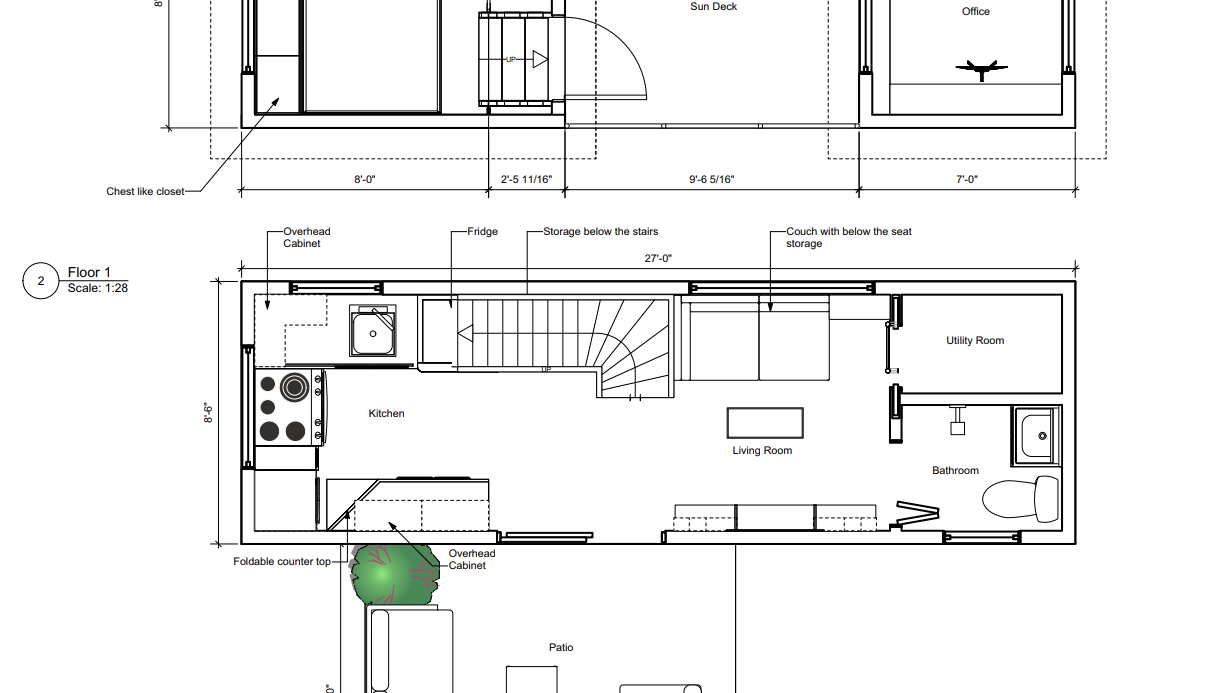 Sun Deck
Office
UP
8'-0"
2'-5 11/16"
9'-6 5/16"
7'-0"
Chest like closet
Overhead
Cabinet
Fridge
Storage below the stairs
Couch with below the seat
storage
27'-0"
2
Floor 1
Scale: 1:28
Utility Room
UP
8'-6"
Kitchen
Living Room
Bathroom
Foldable counter top
Overhead
Cabinet
Patio